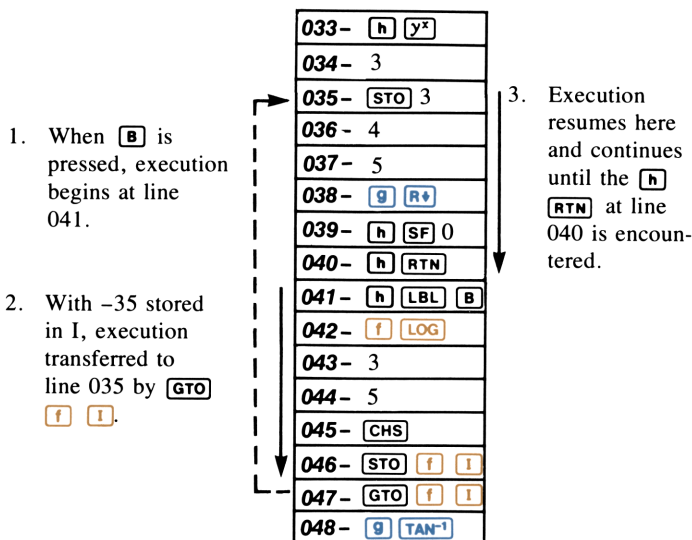 1. When B is
pressed, execution
begins at line
041.
2. With –35 stored
in I, execution
transferred to
line 035 by GTO
f I.
033– h yˣ
034– 3
035– STO 3
036– 4
037– 5
038– g R↓
039– h SF 0
040– h RTN
041– h LBL B
042– f LOG
043– 3
044– 5
045– CHS
046– STO f I
047– GTO f I
048– g TAN⁻¹
3. Execution
resumes here
and continues
until the h
RTN at line
040 is encoun-
tered.